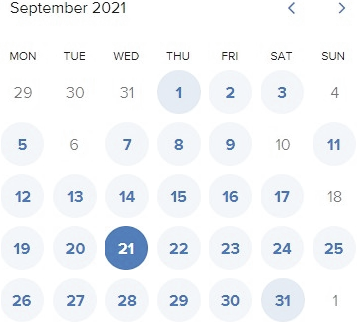 September 2021
MON TUE WED THU FRI SAT SUN
29 30 31 1 2 3 4
5 6 7 8 9 10 11
12 13 14 15 16 17 18
19 20 21 22 23 24 25
26 27 28 29 30 31 1